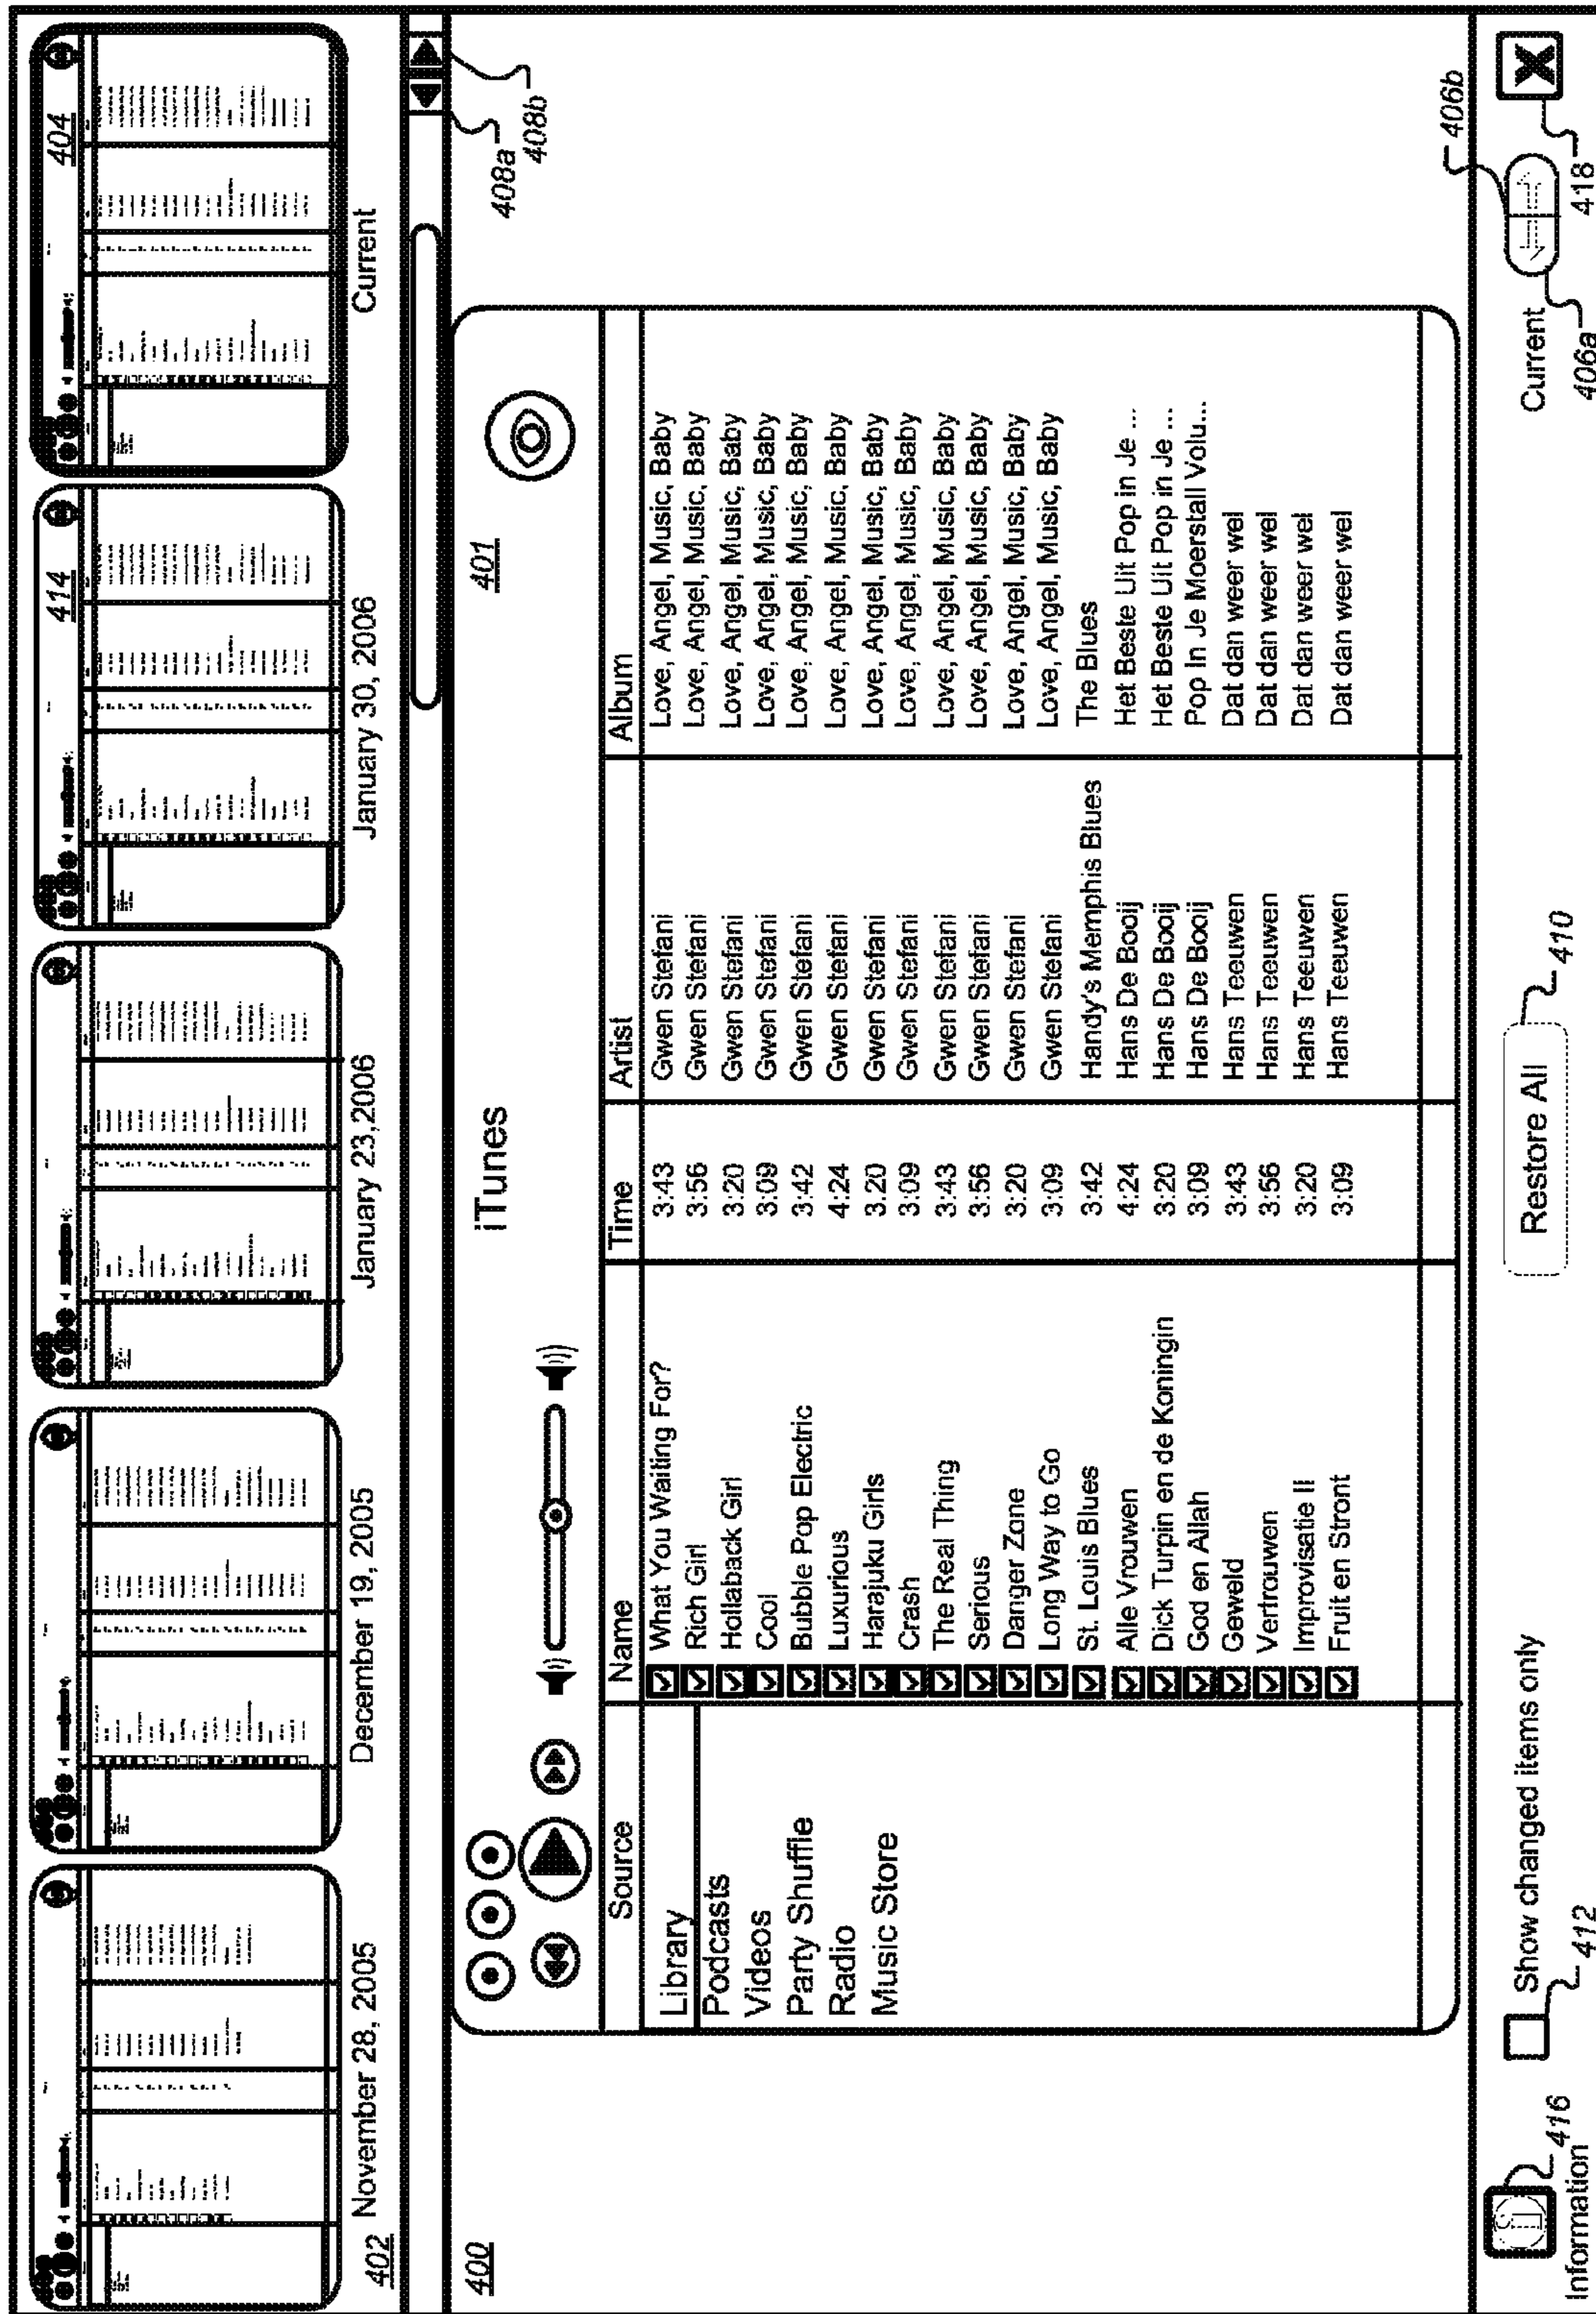 404
414
November 28, 2005
December 19, 2005
January 23,2006
January 30, 2006
Current
402
408a
408b
400
iTunes
401
Source Name Time Artist Album
Library
Podcasts
Videos
Party Shuffle
Radio
Music Store
What You Waiting For? 3:43 Gwen Stefani Love, Angel, Music, Baby
Rich Girl 3:56 Gwen Stefani Love, Angel, Music, Baby
Hollaback Girl 3:20 Gwen Stefani Love, Angel, Music, Baby
Cool 3:09 Gwen Stefani Love, Angel, Music, Baby
Bubble Pop Electric 3:42 Gwen Stefani Love, Angel, Music, Baby
Luxurious 4:24 Gwen Stefani Love, Angel, Music, Baby
Harajuku Girls 3.20 Gwen Stefani Love, Angel, Music, Baby
Crash 3:09 Gwen Stefani Love, Angel, Music, Baby
The Real Thing 3:43 Gwen Stefani Love, Angel, Music, Baby
Serious 3:56 Gwen Stefani Love, Angel, Music, Baby
Danger Zone 3:20 Gwen Stefani Love, Angel, Music, Baby
Long Way to Go 3:09 Gwen Stefani Love, Angel, Music, Baby
St. Louis Blues 3:42 Handy's Memphis Blues The Blues
Alle Vrouwen 4:24 Hans De Booij Het Beste Uit Pop in Je ...
Dick Turpin en de Koningin 3:20 Hans De Booij Het Beste Uit Pop in Je ...
God en Allah 3:09 Hans De Booij Pop In Je Moerstall Volu...
Geweld 3:43 Hans Teeuwen Dat dan weer wel
Vertrouwen 3:56 Hans Teeuwen Dat dan weer wel
Improvisatie II 3:20 Hans Teeuwen Dat dan weer wel
Fruit en Stront 3:09 Hans Teeuwen Dat dan weer wel
406b
Show changed items only
Restore All
Current
X
416
412
410
406a
418
Information